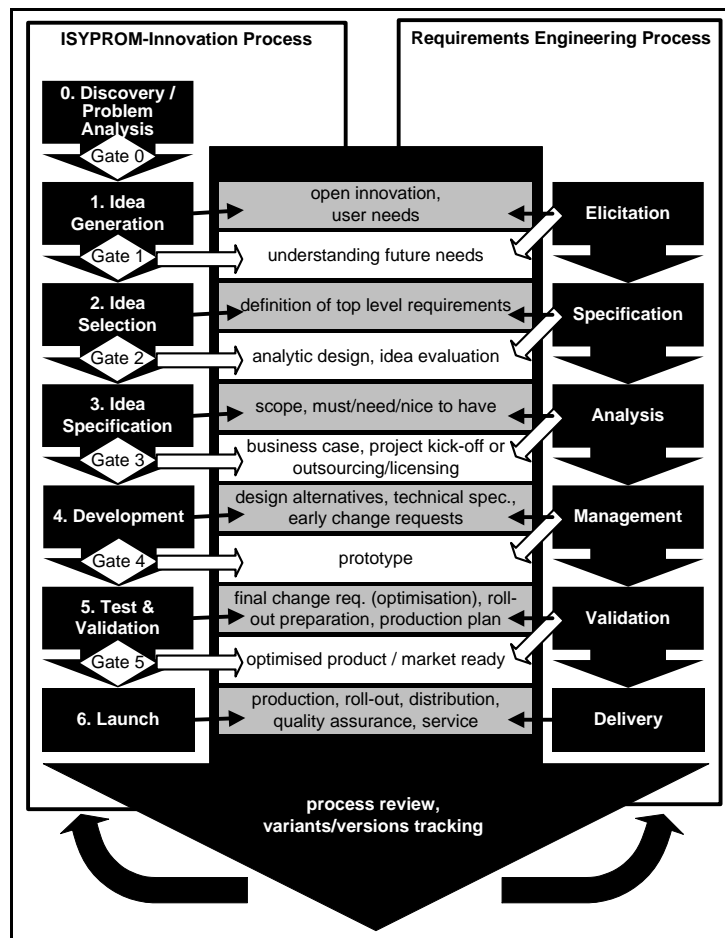 ISYPROM-Innovation Process
Requirements Engineering Process
0. Discovery /
Problem
Analysis
Gate 0
1. Idea
Generation
open innovation,
user needs
Elicitation
Gate 1
understanding future needs
2. Idea
Selection
definition of top level requirements
Specification
Gate 2
analytic design, idea evaluation
3. Idea
Specification
scope, must/need/nice to have
Analysis
Gate 3
business case, project kick-off or
outsourcing/licensing
4. Development
design alternatives, technical spec.,
early change requests
Management
Gate 4
prototype
5. Test &
Validation
final change req. (optimisation), roll-
out preparation, production plan
Validation
Gate 5
optimised product / market ready
6. Launch
production, roll-out, distribution,
quality assurance, service
Delivery
process review,
variants/versions tracking